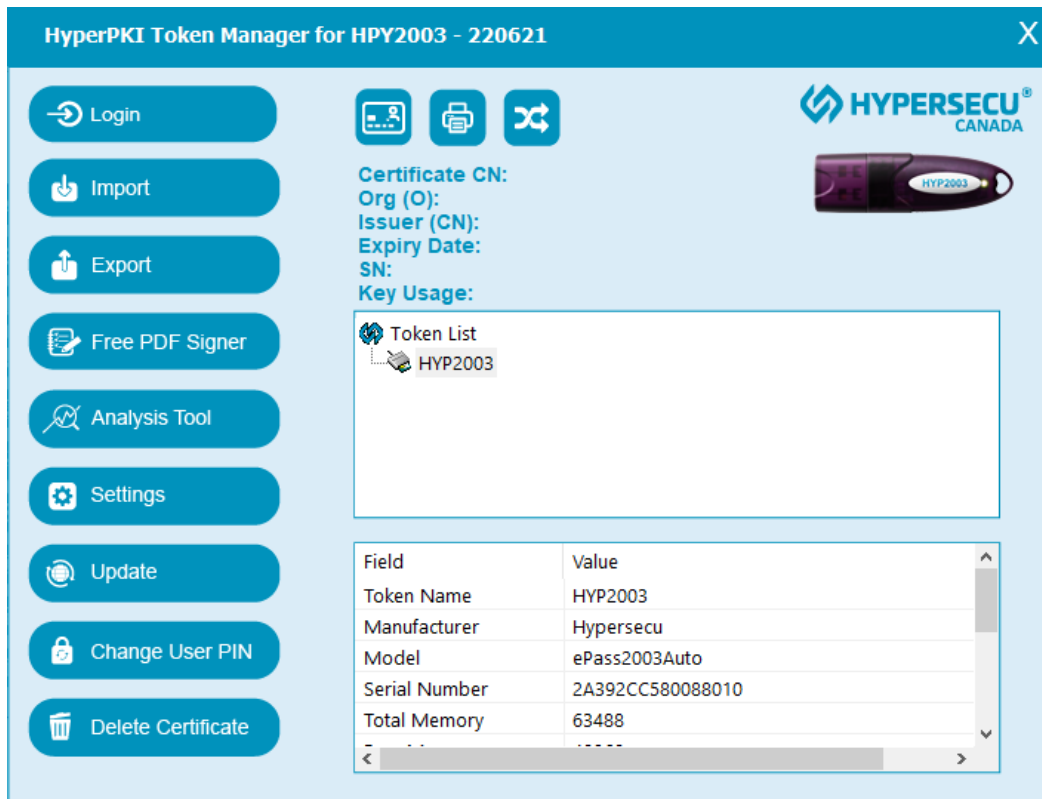 HyperPKI Token Manager for HPY2003 - 220621
X
Login
Import
Export
Free PDF Signer
Analysis Tool
Settings
Update
Change User PIN
Delete Certificate
HYPERSECU®
CANADA
HYP2003
Certificate CN:
Org (O):
Issuer (CN):
Expiry Date:
SN:
Key Usage:
Token List
HYP2003
Field Value
Token Name HYP2003
Manufacturer Hypersecu
Model ePass2003Auto
Serial Number 2A392CC580088010
Total Memory 63488